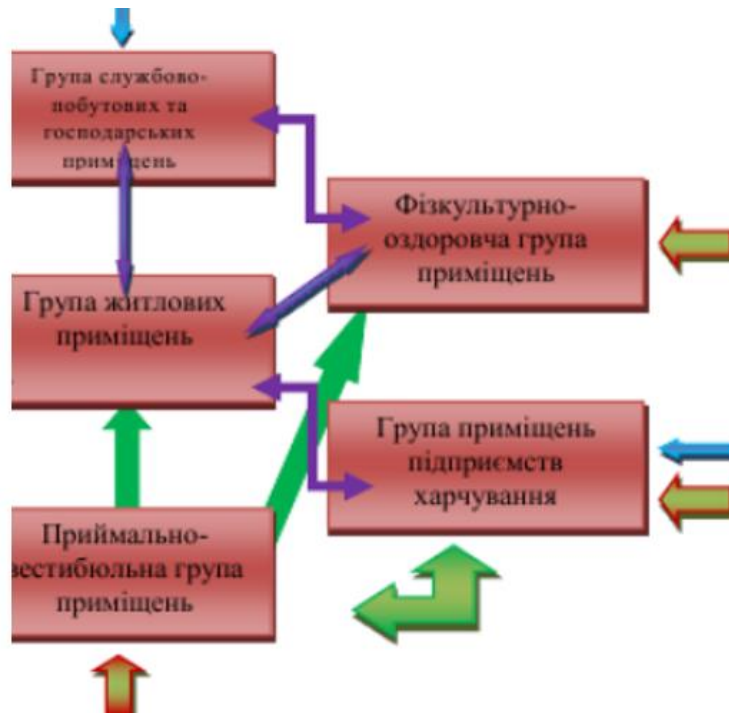 Група службово-
побутових та
господарських
приміщень
Фізкультурно-
оздоровча група
приміщень
Група житлових
приміщень
Група приміщень
підприємств
харчування
Приймально-
вестибюльна група
приміщень